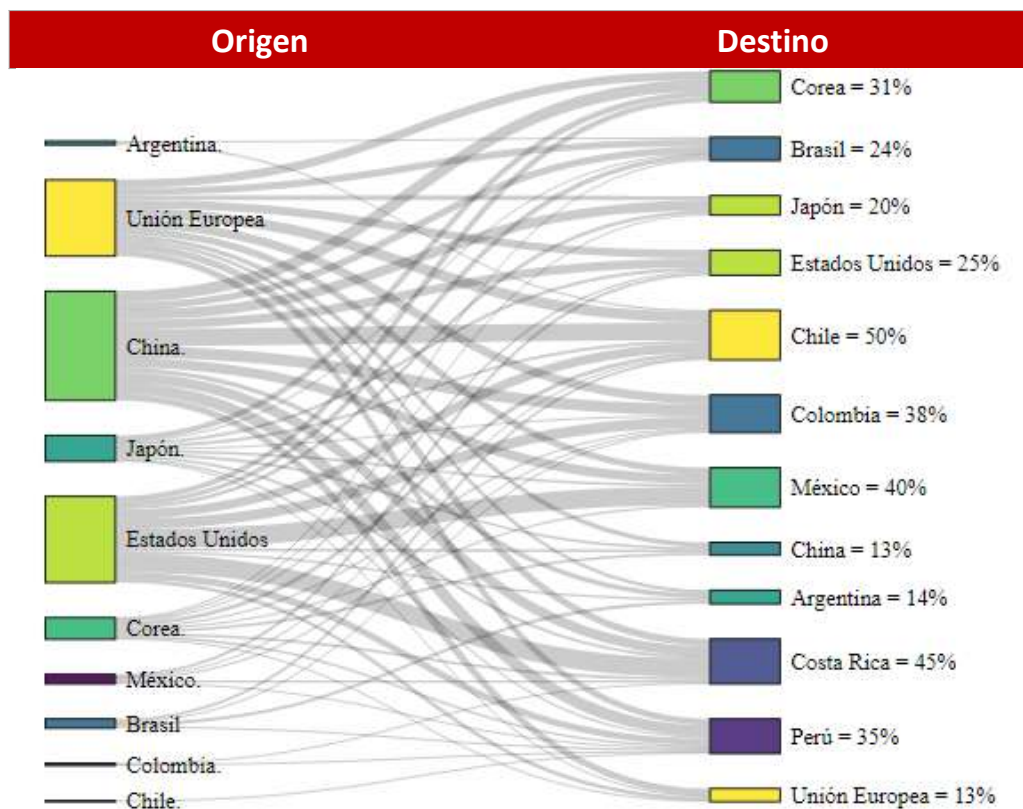 Origen
Destino
Argentina.
Unión Europea
China.
Japón.
Estados Unidos
Corea.
México.
Brasil
Colombia.
Chile.
Corea = 31%
Brasil = 24%
Japón = 20%
Estados Unidos = 25%
Chile = 50%
Colombia = 38%
México = 40%
China = 13%
Argentina = 14%
Costa Rica = 45%
Perú = 35%
Unión Europea = 13%